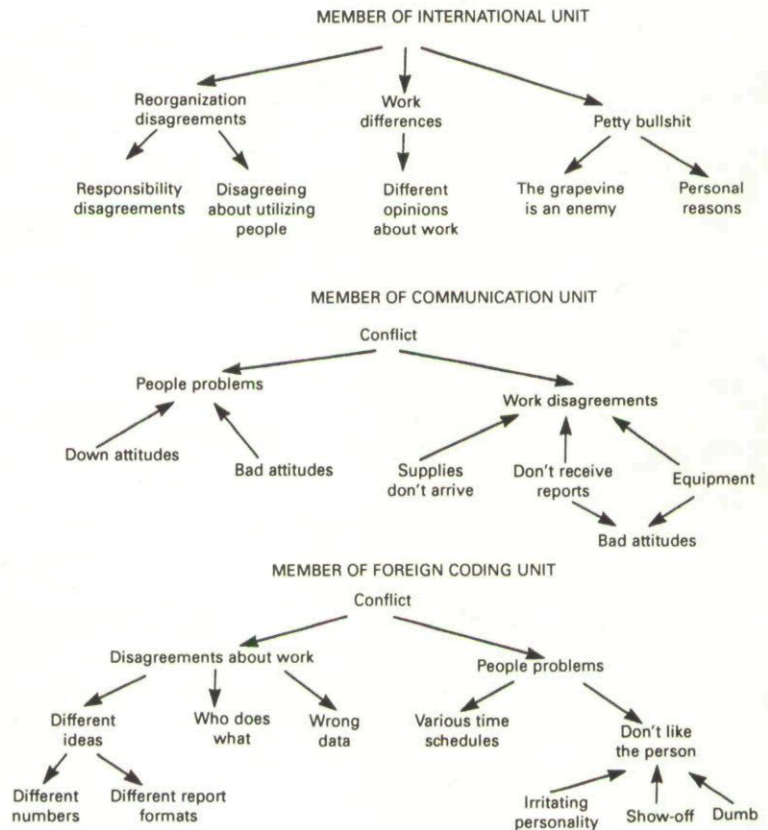 MEMBER OF INTERNATIONAL UNIT
Reorganization
disagreements
Work
differences
Petty bullshit
Responsibility
disagreements
Disagreeing
about utilizing
people
Different
opinions
about work
The grapevine
is an enemy
Personal
reasons
MEMBER OF COMMUNICATION UNIT
Conflict
People problems
Work disagreements
Down attitudes
Bad attitudes
Supplies
don't arrive
Don't receive
reports
Equipment
Bad attitudes
MEMBER OF FOREIGN CODING UNIT
Conflict
Disagreements about work
People problems
Different
ideas
Who does
what
Wrong
data
Various time
schedules
Don't like
the person
Different
numbers
Different report
formats
Irritating
personality
Show-off
Dumb